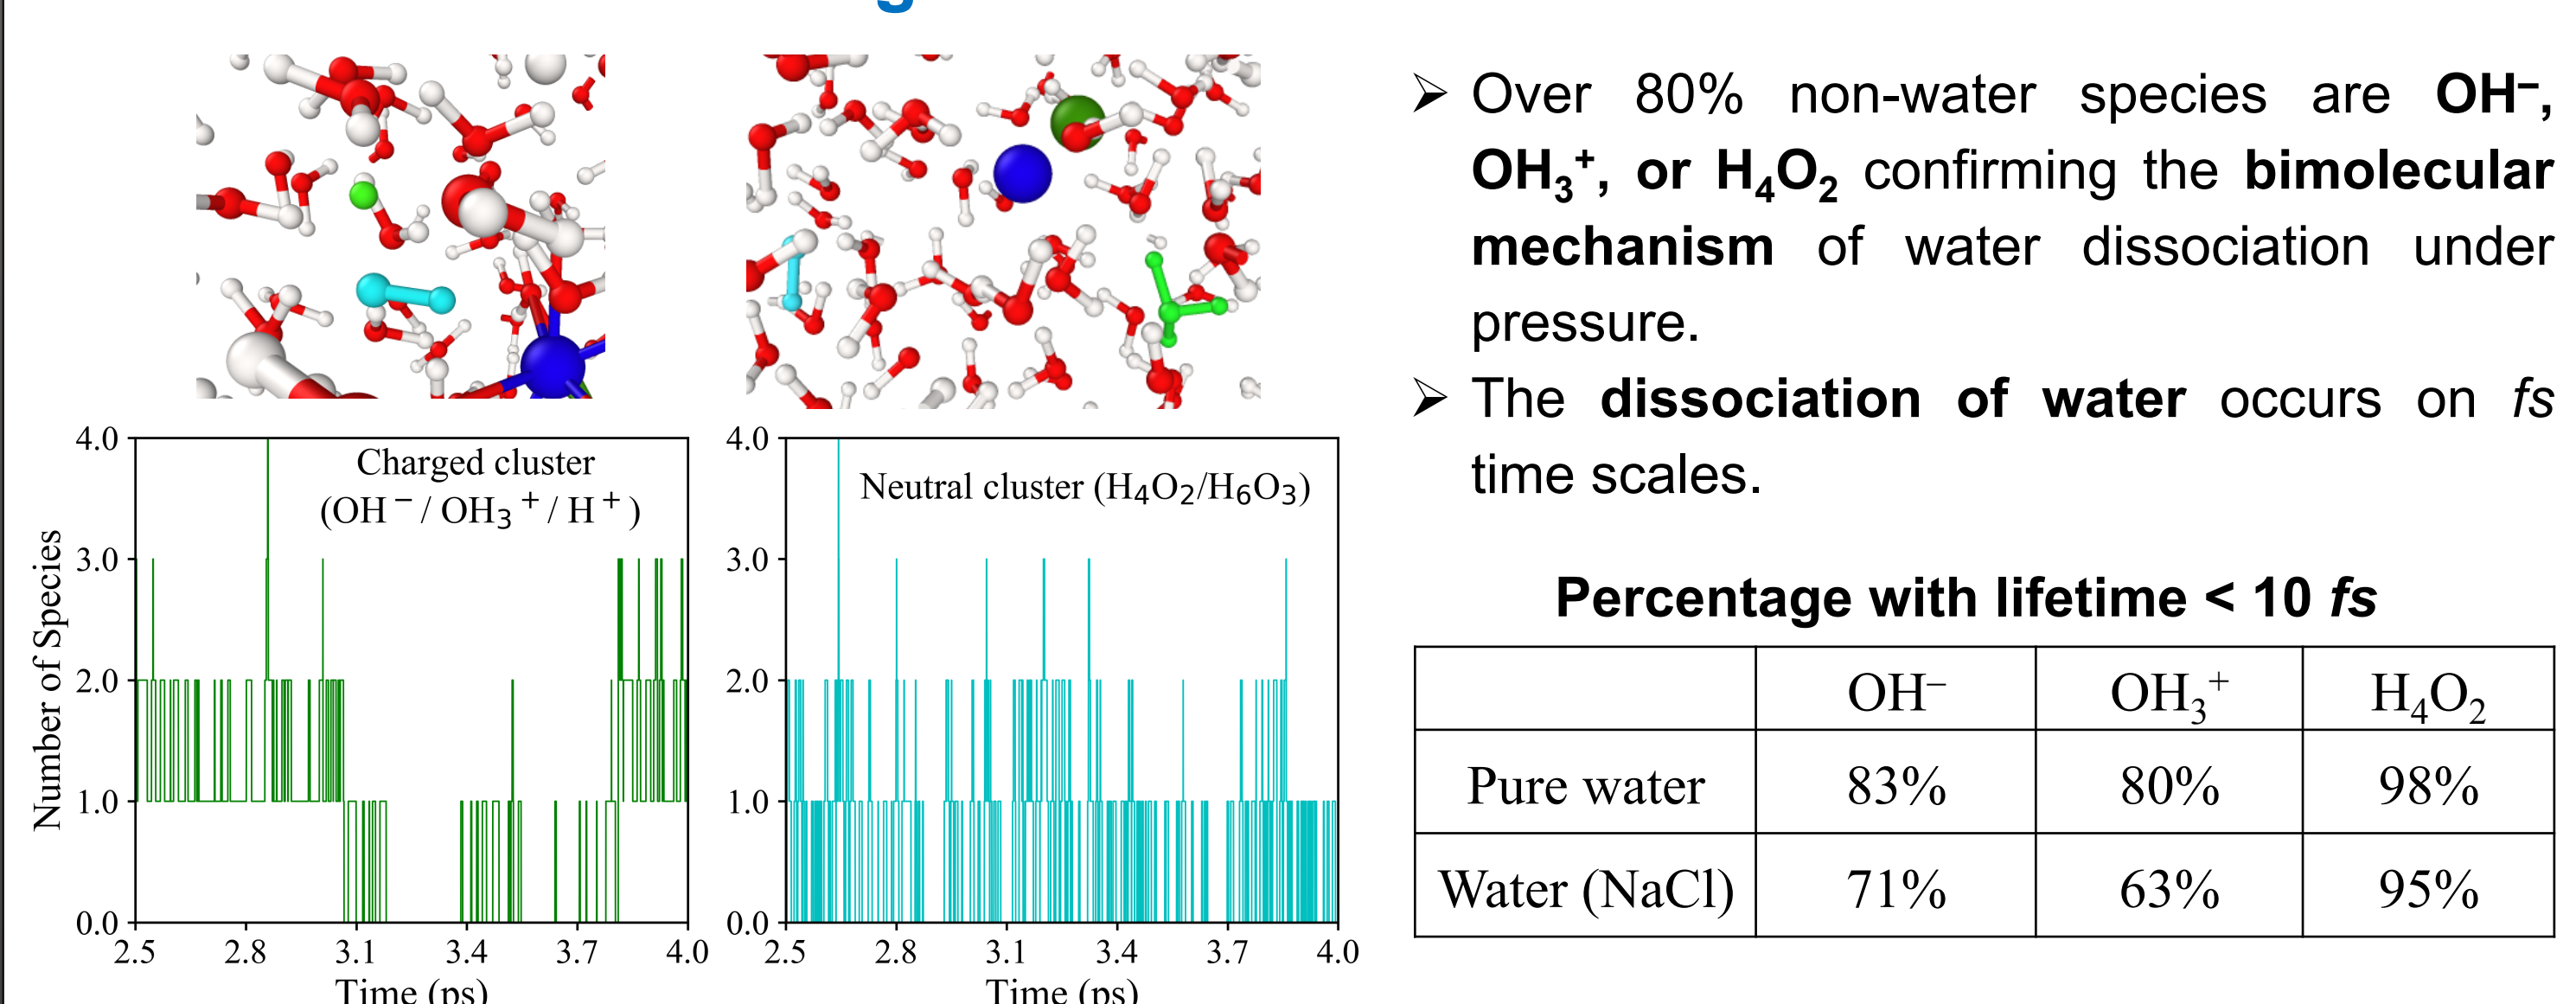 ➢ Over 80% non-water species are OH⁻,
OH₃⁺, or H₄O₂ confirming the bimolecular
mechanism of water dissociation under
pressure.
➢ The dissociation of water occurs on fs
time scales.
4.0
3.0
2.0
1.0
0.0
Number of Species
Charged cluster
(OH⁻ / OH₃⁺ / H⁺)
2.5 2.8 3.1 3.4 3.7 4.0
Time (ps)
4.0
3.0
2.0
1.0
0.0
Neutral cluster (H₄O₂/H₆O₃)
2.5 2.8 3.1 3.4 3.7 4.0
Time (ps)
Percentage with lifetime < 10 fs
OH⁻ OH₃⁺ H₄O₂
Pure water 83% 80% 98%
Water (NaCl) 71% 63% 95%